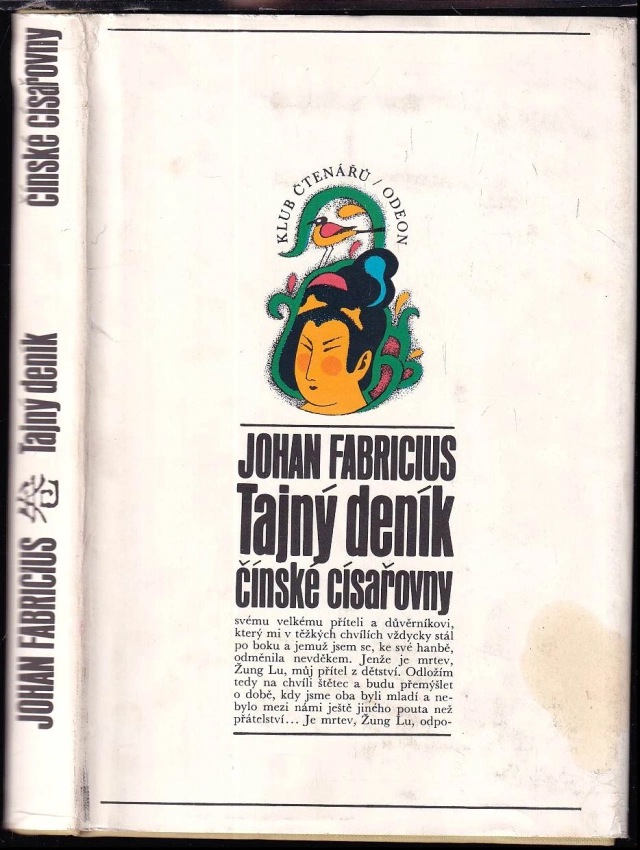 JOHAN FABRICIUS
Tajný deník
čínské císařovny
KLUB ČTENÁŘŮ / ODEON
JOHAN FABRICIUS
Tajný deník
čínské císařovny
svému velkému příteli a důvěrníkovi,
který mi v těžkých chvílích vždycky stál
po boku a jemuž jsem se, ke své hanbě,
odměnila nevděkem. Jenže je mrtev,
Žung Lu, můj přítel z dětství. Odložím
tedy na chvíli štětec a budu přemýšlet
o době, kdy jsme oba byli mladí a ne-
bylo mezi námi ještě jiného pouta než
přátelství... Je mrtev, Žung Lu, odpo-